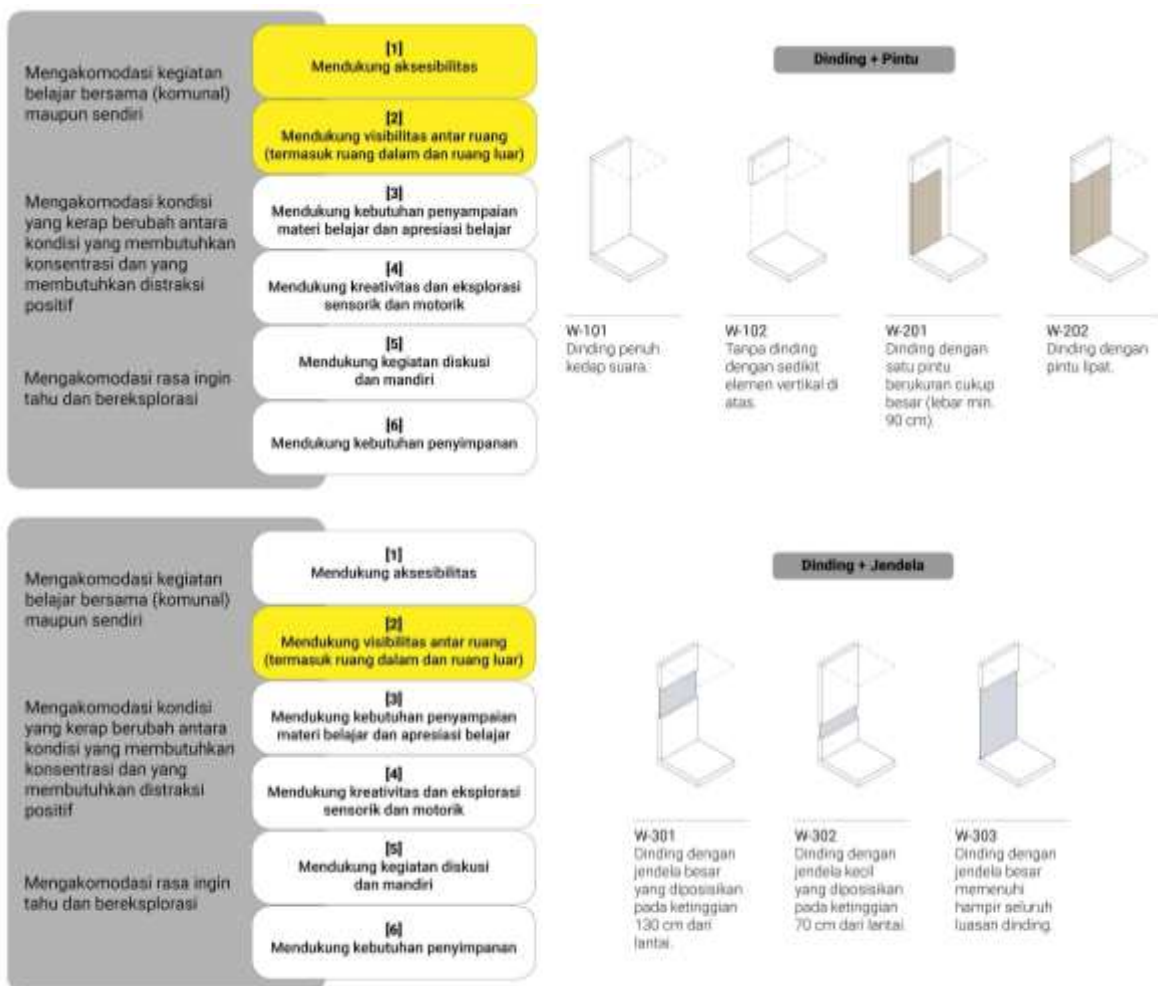 Mengakomodasi kegiatan
belajar bersama (komunal)
maupun sendiri
Mengakomodasi kondisi
yang kerap berubah antara
kondisi yang membutuhkan
konsentrasi dan yang
membutuhkan distraksi
positif
Mengakomodasi rasa ingin
tahu dan bereksplorasi
[1]
Mendukung aksesibilitas
[2]
Mendukung visibilitas antar ruang
(termasuk ruang dalam dan ruang luar)
[3]
Mendukung kebutuhan penyampaian
materi belajar dan apresiasi belajar
[4]
Mendukung kreativitas dan eksplorasi
sensorik dan motorik
[5]
Mendukung kegiatan diskusi
dan mandiri
[6]
Mendukung kebutuhan penyimpanan
Dinding + Pintu
W-101
Dinding penuh
kedap suara.
W-102
Tanpa dinding
dengan sedikit
elemen vertikal di
atas.
W-201
Dinding dengan
satu pintu
berukuran cukup
besar (lebar min.
90 cm).
W-202
Dinding dengan
pintu lipat.
Mengakomodasi kegiatan
belajar bersama (komunal)
maupun sendiri
Mengakomodasi kondisi
yang kerap berubah antara
kondisi yang membutuhkan
konsentrasi dan yang
membutuhkan distraksi
positif
Mengakomodasi rasa ingin
tahu dan bereksplorasi
[1]
Mendukung aksesibilitas
[2]
Mendukung visibilitas antar ruang
(termasuk ruang dalam dan ruang luar)
[3]
Mendukung kebutuhan penyampaian
materi belajar dan apresiasi belajar
[4]
Mendukung kreativitas dan eksplorasi
sensorik dan motorik
[5]
Mendukung kegiatan diskusi
dan mandiri
[6]
Mendukung kebutuhan penyimpanan
Dinding + Jendela
W-301
Dinding dengan
jendela besar
yang diposisikan
pada ketinggian
130 cm dari
lantai.
W-302
Dinding dengan
jendela kecil
yang diposisikan
pada ketinggian
70 cm dari lantai.
W-303
Dinding dengan
jendela besar
memenuhi
hampir seluruh
luasan dinding.